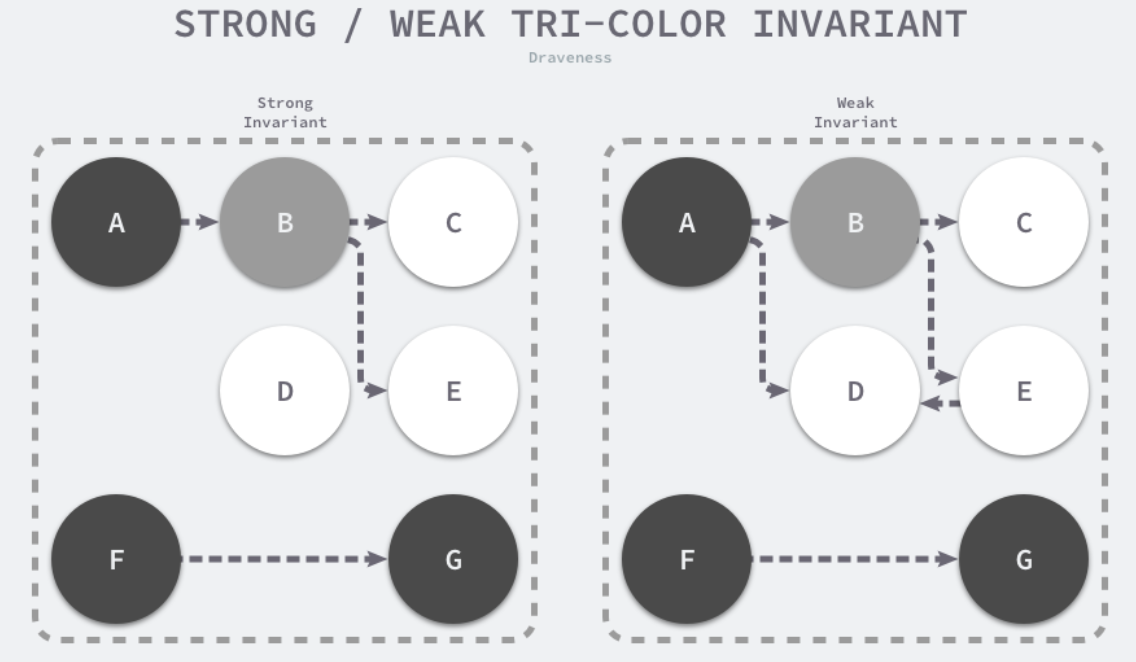 STRONG / WEAK TRI-COLOR INVARIANT
Draveness
Strong
Invariant
A
B
C
D
E
F
G
Weak
Invariant
A
B
C
D
E
F
G